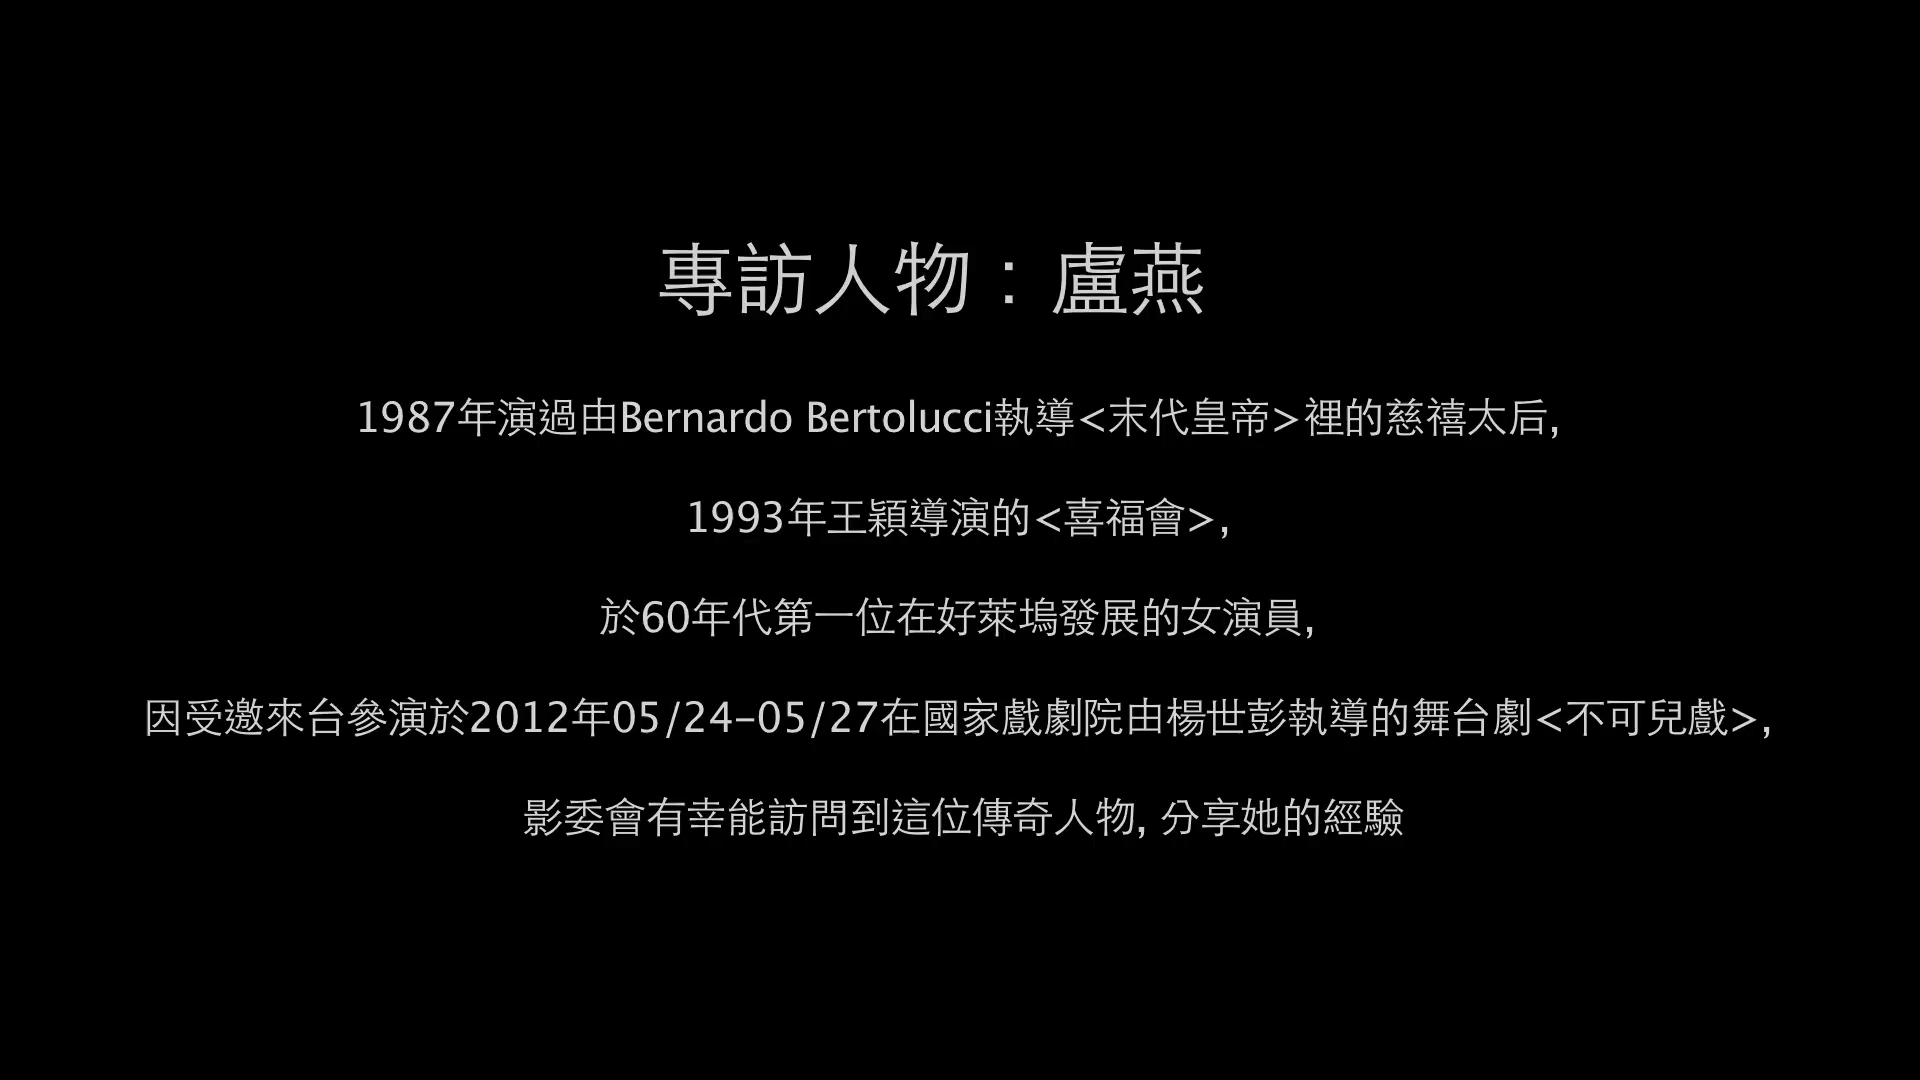 專訪人物：盧燕
1987年演過由Bernardo Bertolucci執導<末代皇帝>裡的慈禧太后,
1993年王穎導演的<喜福會>,
於60年代第一位在好萊塢發展的女演員,
因受邀來台參演於2012年05/24-05/27在國家戲劇院由楊世彭執導的舞台劇<不可兒戲>,
影委會有幸能訪問到這位傳奇人物, 分享她的經驗